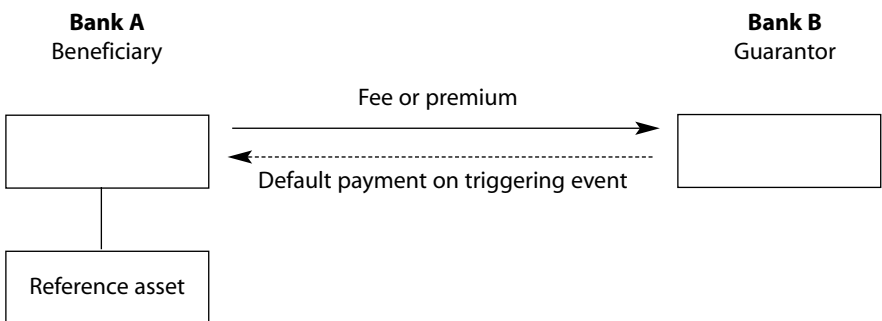 Bank A
Beneficiary
Bank B
Guarantor
Fee or premium
Default payment on triggering event
Reference asset